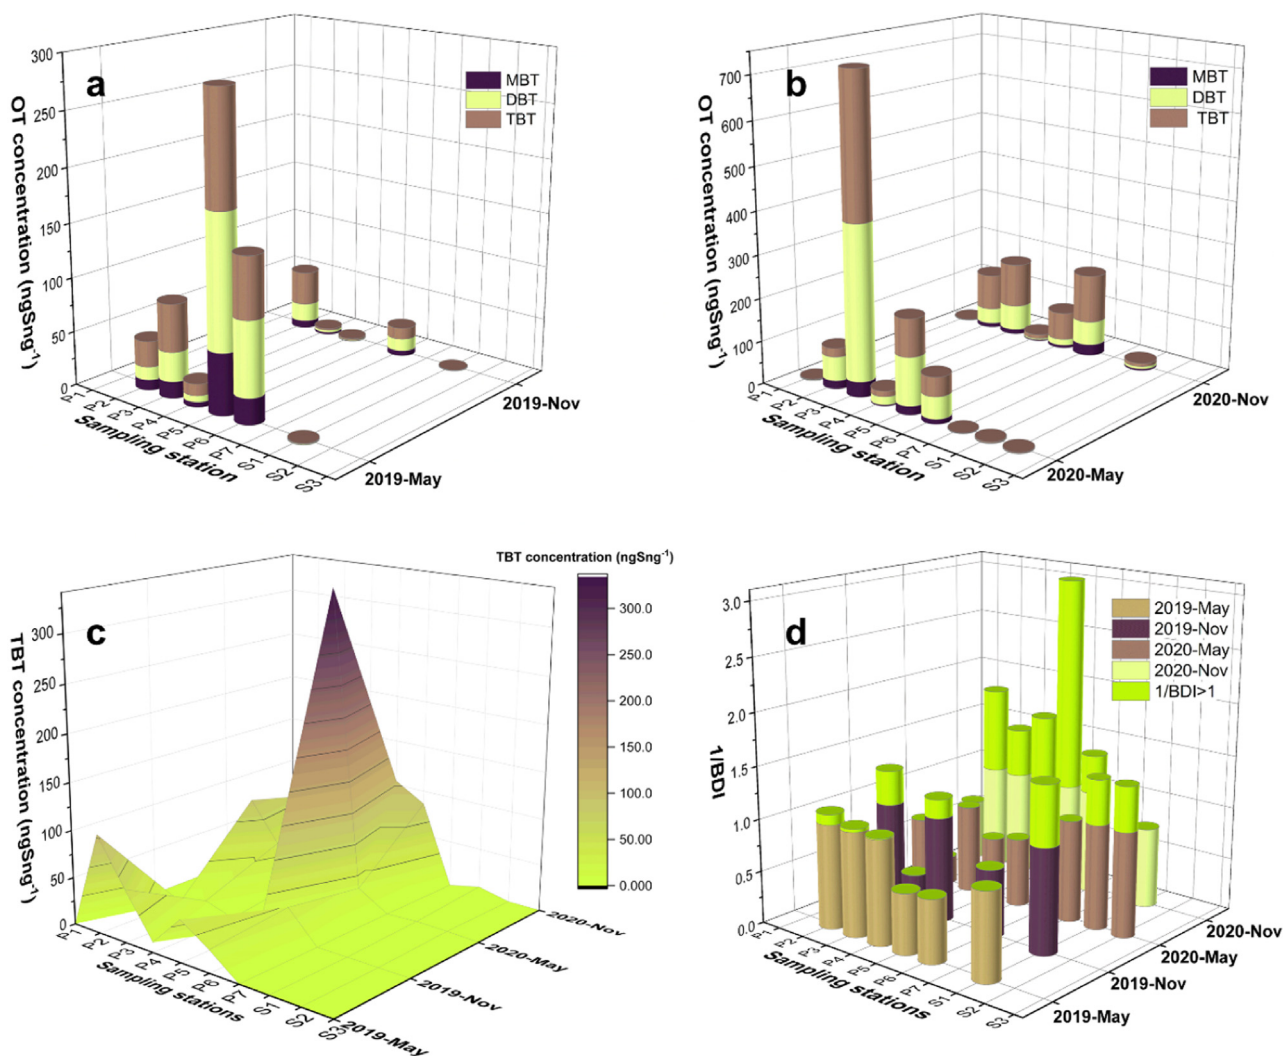 a
MBT
DBT
TBT
OT concentration (ngSng-1)
300
250
200
150
100
50
0
P1
P2
P3
P4
P5
P6
P7
S1
S2
S3
Sampling station
2019-May
2019-Nov
b
MBT
DBT
TBT
OT concentration (ngSng-1)
700
600
500
400
300
200
100
0
P1
P2
P3
P4
P5
P6
P7
S1
S2
S3
Sampling station
2020-May
2020-Nov
c
TBT concentration (ngSng-1)
300.0
250.0
200.0
150.0
100.0
50.00
0.000
TBT concentration (ngSng-1)
300
250
200
150
100
50
0
P1
P2
P3
P4
P5
P6
P7
S1
S2
S3
Sampling stations
2019-May
2019-Nov
2020-May
2020-Nov
d
2019-May
2019-Nov
2020-May
2020-Nov
1/BDI>1
1/BDI
3.0
2.5
2.0
1.5
1.0
0.5
0.0
P1
P2
P3
P4
P5
P6
P7
S1
S2
S3
Sampling stations
2019-May
2019-Nov
2020-May
2020-Nov